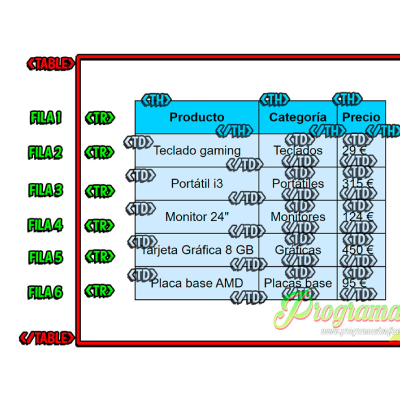 <TABLE>
<TH> <TH> <TH>
FILA 1 <TR> Producto Categoría Precio
</TH> </TH> </TH>
<TD> <TD> <TD>
FILA 2 <TR> Teclado gaming Teclados 29 €
</TD> </TD> </TD>
<TD> <TD> <TD>
FILA 3 <TR> Portátil i3 Portátiles 315 €
</TD> </TD> </TD>
<TD> <TD> <TD>
FILA 4 <TR> Monitor 24" Monitores 124 €
</TD> </TD> </TD>
<TD> <TD> <TD>
FILA 5 <TR> Tarjeta Gráfica 8 GB Gráficas 450 €
</TD> </TD> </TD>
<TD> <TD> <TD>
FILA 6 <TR> Placa base AMD Placas base 95 €
</TD> </TD> </TD>
Programa
</TABLE>